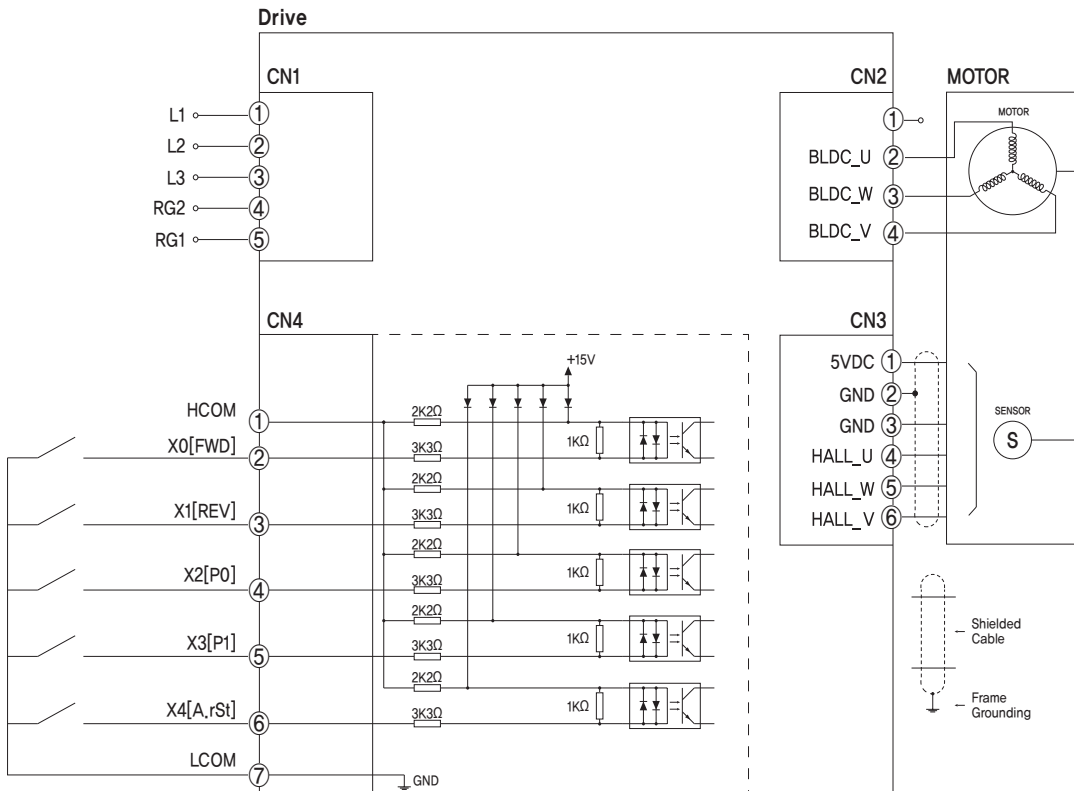 Drive
CN1
CN2
MOTOR
L1 1
L2 2
L3 3
RG2 4
RG1 5
1
BLDC_U 2
BLDC_W 3
BLDC_V 4
MOTOR
CN4
CN3
+15V
5VDC 1
GND 2
GND 3
HALL_U 4
HALL_W 5
HALL_V 6
SENSOR
S
HCOM 1
2K2Ω
1KΩ
X0[FWD] 2
3K3Ω
2K2Ω
1KΩ
X1[REV] 3
3K3Ω
2K2Ω
1KΩ
X2[P0] 4
3K3Ω
2K2Ω
1KΩ
X3[P1] 5
3K3Ω
2K2Ω
1KΩ
X4[A,rSt] 6
3K3Ω
LCOM 7
GND
Shielded
Cable
Frame
Grounding